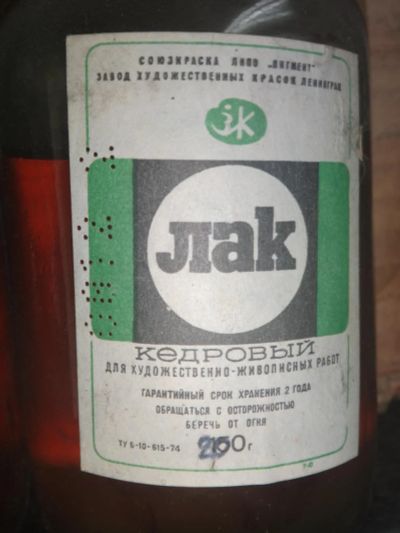 СОЮЗКРАСКА ЛНПО „ПИГМЕНТ"
ЗАВОД ХУДОЖЕСТВЕННЫХ КРАСОК ЛЕНИНГРАД
ЗХК
лак
КЕДРОВЫЙ
ДЛЯ ХУДОЖЕСТВЕННО-ЖИВОПИСНЫХ РАБОТ
ГАРАНТИЙНЫЙ СРОК ХРАНЕНИЯ 2 ГОДА
ОБРАЩАТЬСЯ С ОСТОРОЖНОСТЬЮ
БЕРЕЧЬ ОТ ОГНЯ
ТУ 6-10-615-74